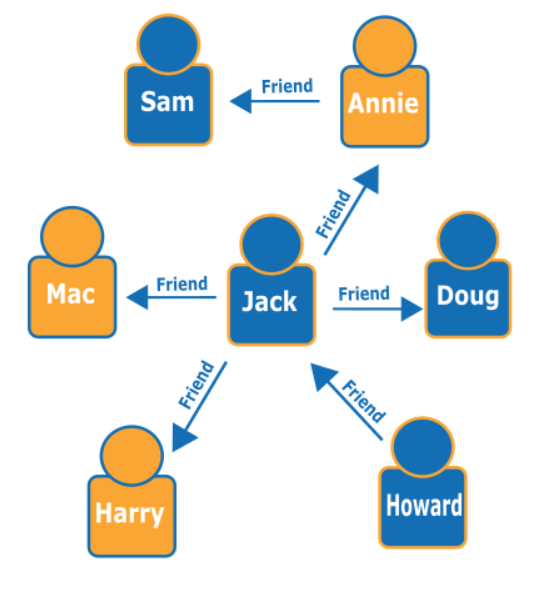 Friend
Sam
Annie
Friend
Friend
Mac
Jack
Friend
Doug
Friend
Friend
Harry
Howard